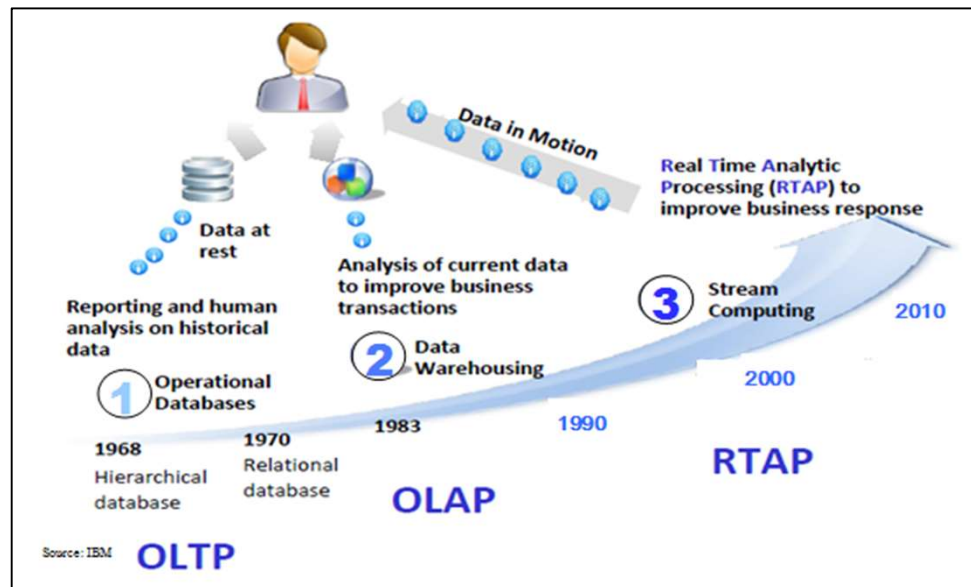 Data in Motion
Real Time Analytic
Processing (RTAP) to
improve business response
Data at
rest
Analysis of current data
to improve business
transactions
Reporting and human
analysis on historical
data
3
Stream
Computing
2010
2
Data
Warehousing
1
Operational
Databases
2000
1990
1983
1970
1968
Relational
database
Hierarchical
database
RTAP
OLAP
Source: IBM
OLTP